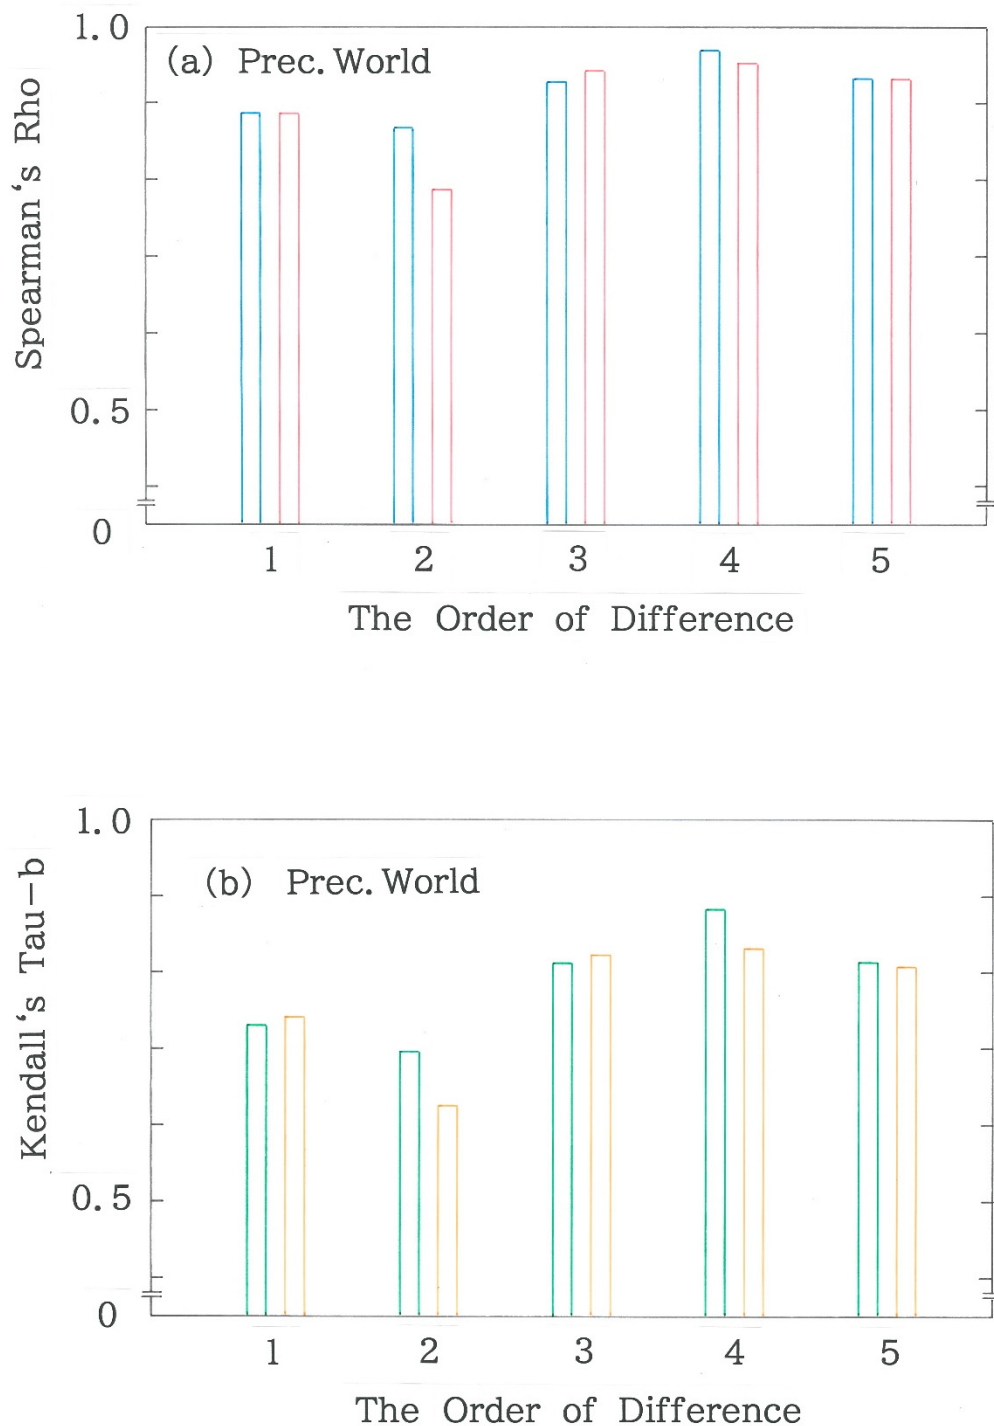 1.0
(a) Prec. World
Spearman‘s Rho
0.5
0
1 2 3 4 5
The Order of Difference
1.0
(b) Prec. World
Kendall‘s Tau-b
0.5
0
1 2 3 4 5
The Order of Difference